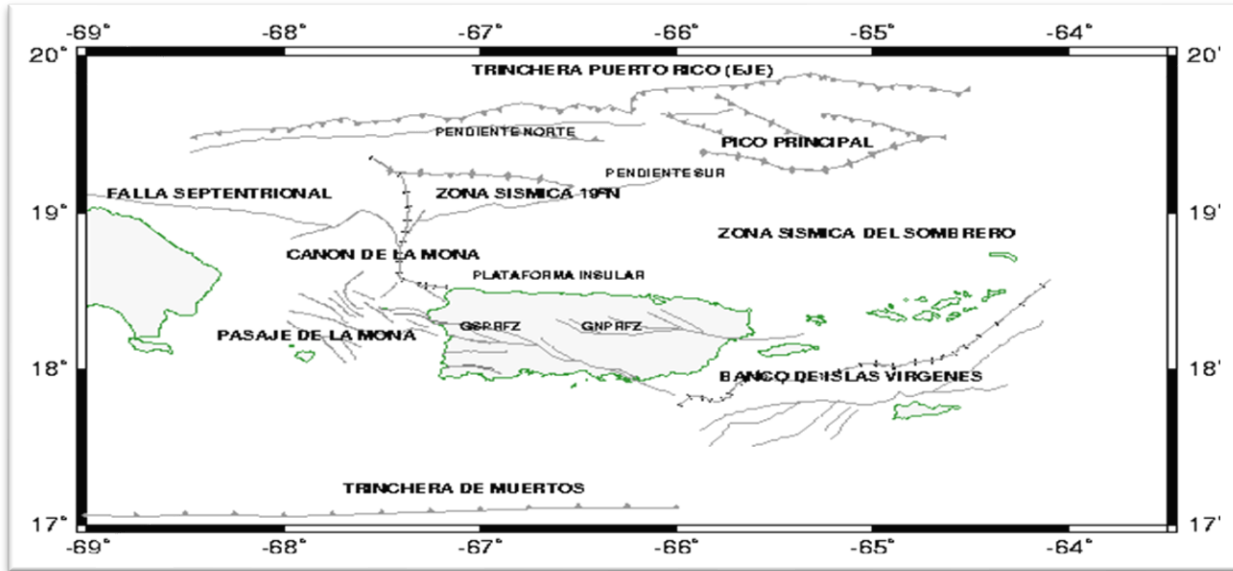 -69° -68° -67° -66° -65° -64°
20° 20°
TRINCHERA PUERTO RICO (EJE)
PENDIENTE NORTE
PICO PRINCIPAL
PENDIENTE SUR
FALLA SEPTENTRIONAL
ZONA SISMICA 19°N
19° 19°
ZONA SISMICA DEL SOMBRERO
CANON DE LA MONA
PLATAFORMA INSULAR
GSPRFZ
GNPRFZ
PASAJE DE LA MONA
18° 18°
BANCO DE ISLAS VIRGENES
TRINCHERA DE MUERTOS
17° 17°
-69° -68° -67° -66° -65° -64°